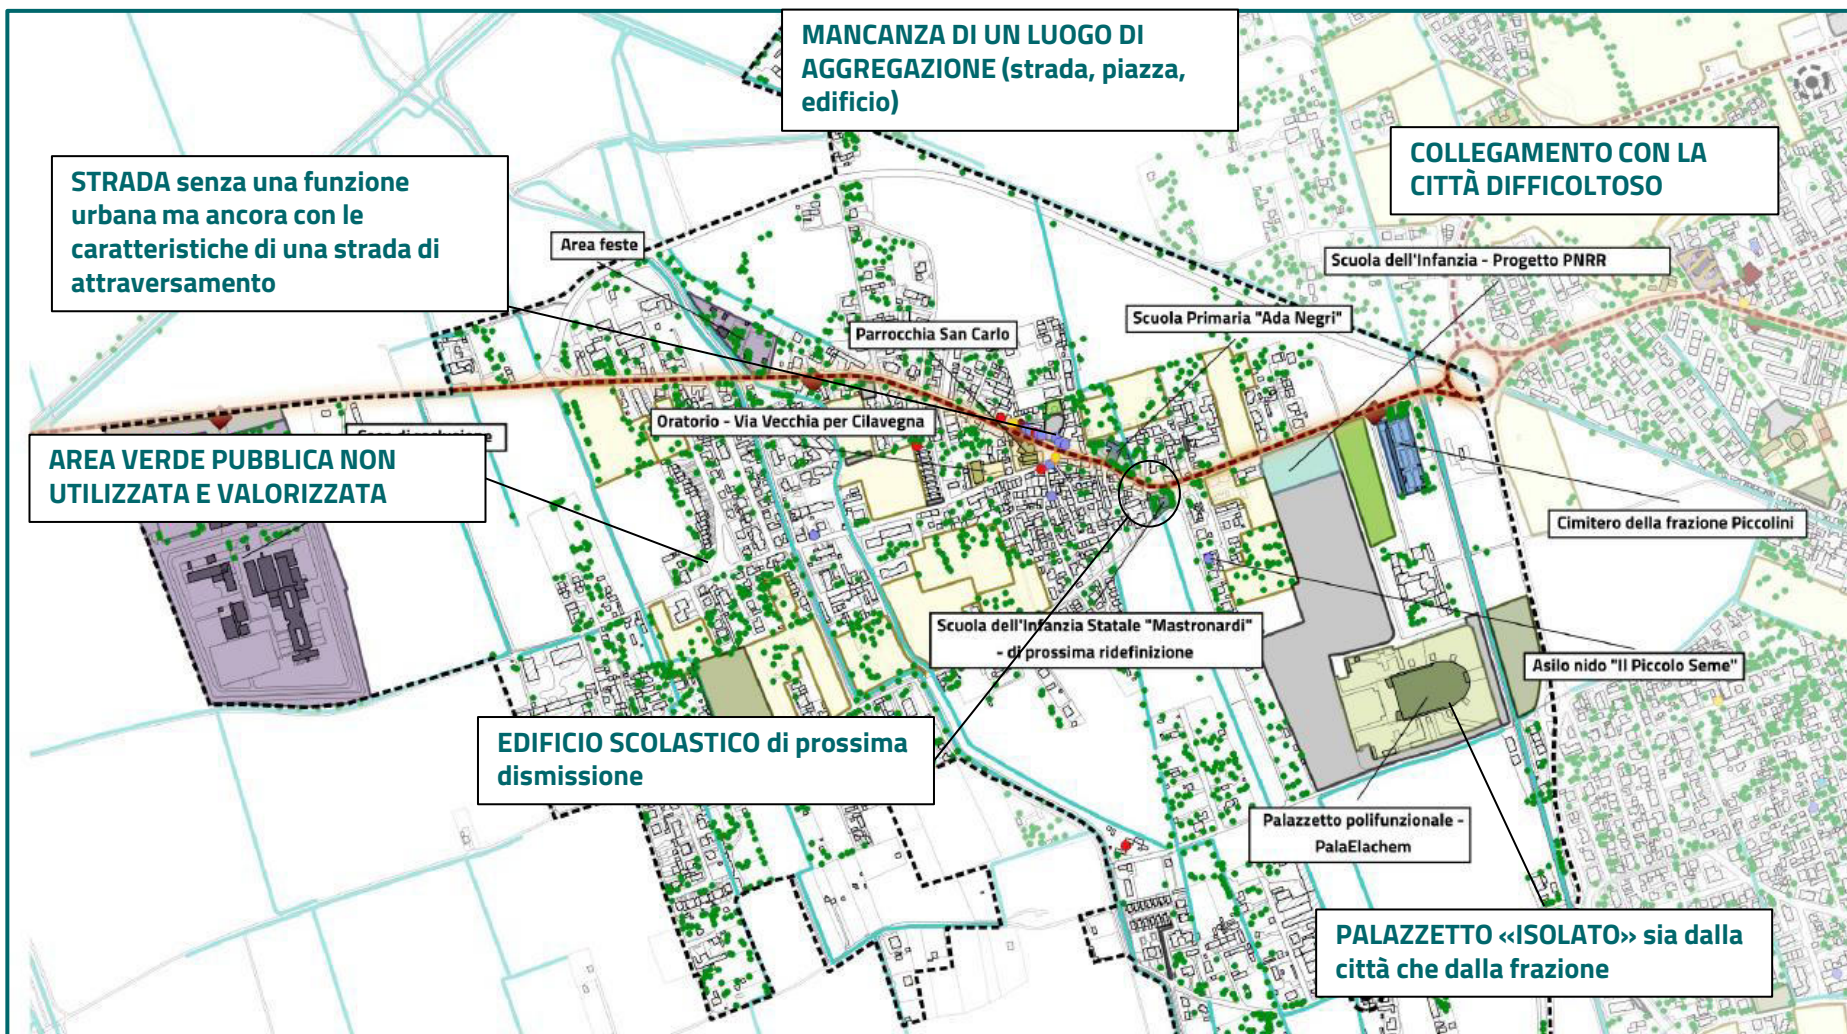 MANCANZA DI UN LUOGO DI
AGGREGAZIONE (strada, piazza,
edificio)
COLLEGAMENTO CON LA
CITTÀ DIFFICOLTOSO
STRADA senza una funzione
urbana ma ancora con le
caratteristiche di una strada di
attraversamento
Area feste
Scuola dell'Infanzia - Progetto PNRR
Parrocchia San Carlo
Scuola Primaria "Ada Negri"
Oratorio - Via Vecchia per Cilavegna
AREA VERDE PUBBLICA NON
UTILIZZATA E VALORIZZATA
Cimitero della frazione Piccolini
Scuola dell'Infanzia Statale "Mastronardi"
- di prossima ridefinizione
Asilo nido "Il Piccolo Seme"
EDIFICIO SCOLASTICO di prossima
dismissione
Palazzetto polifunzionale -
PalaElachem
PALAZZETTO «ISOLATO» sia dalla
città che dalla frazione